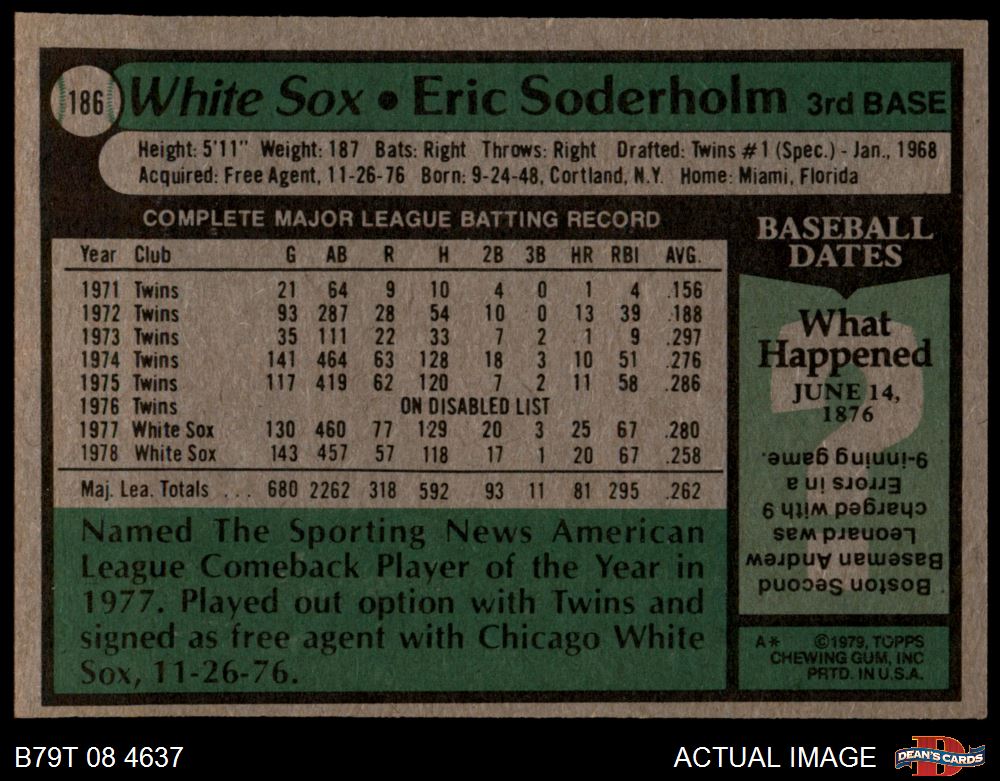 186 White Sox • Eric Soderholm 3rd BASE
Height: 5'11" Weight: 187 Bats: Right Throws: Right Drafted: Twins #1 (Spec.) - Jan., 1968
Acquired: Free Agent, 11-26-76 Born: 9-24-48, Cortland, N.Y. Home: Miami, Florida
COMPLETE MAJOR LEAGUE BATTING RECORD
Year Club G AB R H 2B 3B HR RBI AVG.
1971 Twins 21 64 9 10 4 0 1 4 .156
1972 Twins 93 287 28 54 10 0 13 39 .188
1973 Twins 35 111 22 33 7 2 1 9 .297
1974 Twins 141 464 63 128 18 3 10 51 .276
1975 Twins 117 419 62 120 7 2 11 58 .286
1976 Twins ON DISABLED LIST
1977 White Sox 130 460 77 129 20 3 25 67 .280
1978 White Sox 143 457 57 118 17 1 20 67 .258
Maj. Lea. Totals ... 680 2262 318 592 93 11 81 295 .262
Named The Sporting News American
League Comeback Player of the Year in
1977. Played out option with Twins and
signed as free agent with Chicago White
Sox, 11-26-76.
BASEBALL
DATES
What
Happened
JUNE 14,
1876
Boston Second
Baseman Andrew
Leonard was
charged with 9
Errors in a
9-inning game.
A* ©1979, TOPPS
CHEWING GUM, INC
PRTD. IN U.S.A.
B79T 08 4637
ACTUAL IMAGE
D
DEAN'S CARDS